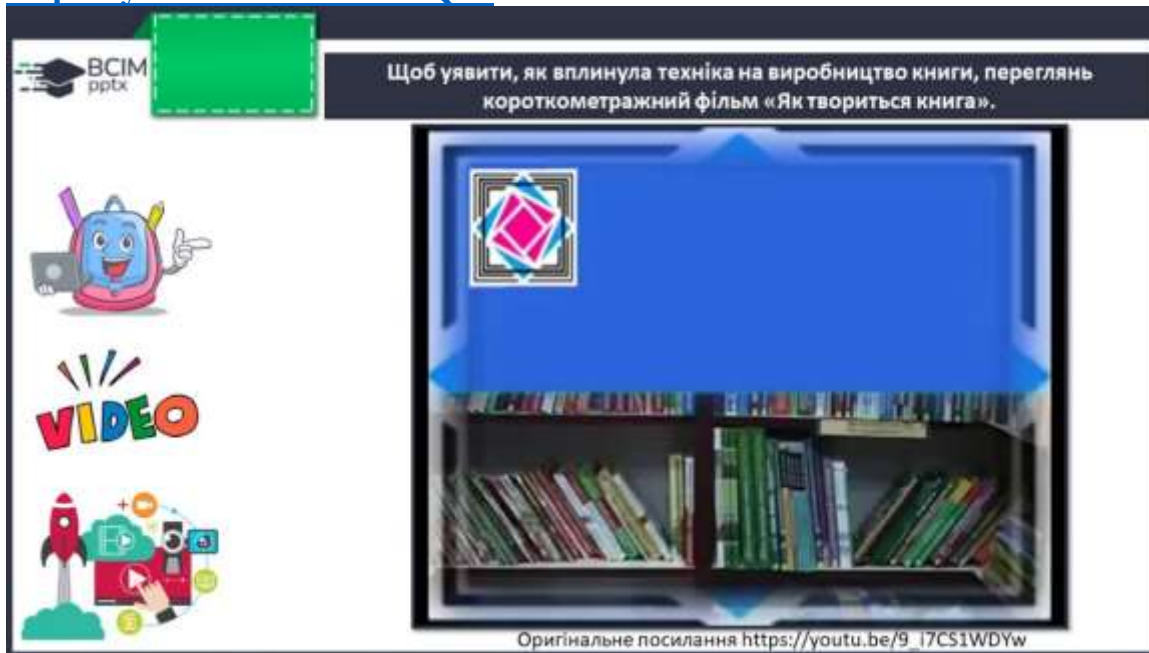 BCIM
pptx
Щоб уявити, як вплинула техніка на виробництво книги, переглянь
короткометражний фільм «Як твориться книга».
VIDEO
Оригінальне посилання https://youtu.be/9_i7CS1WDYw